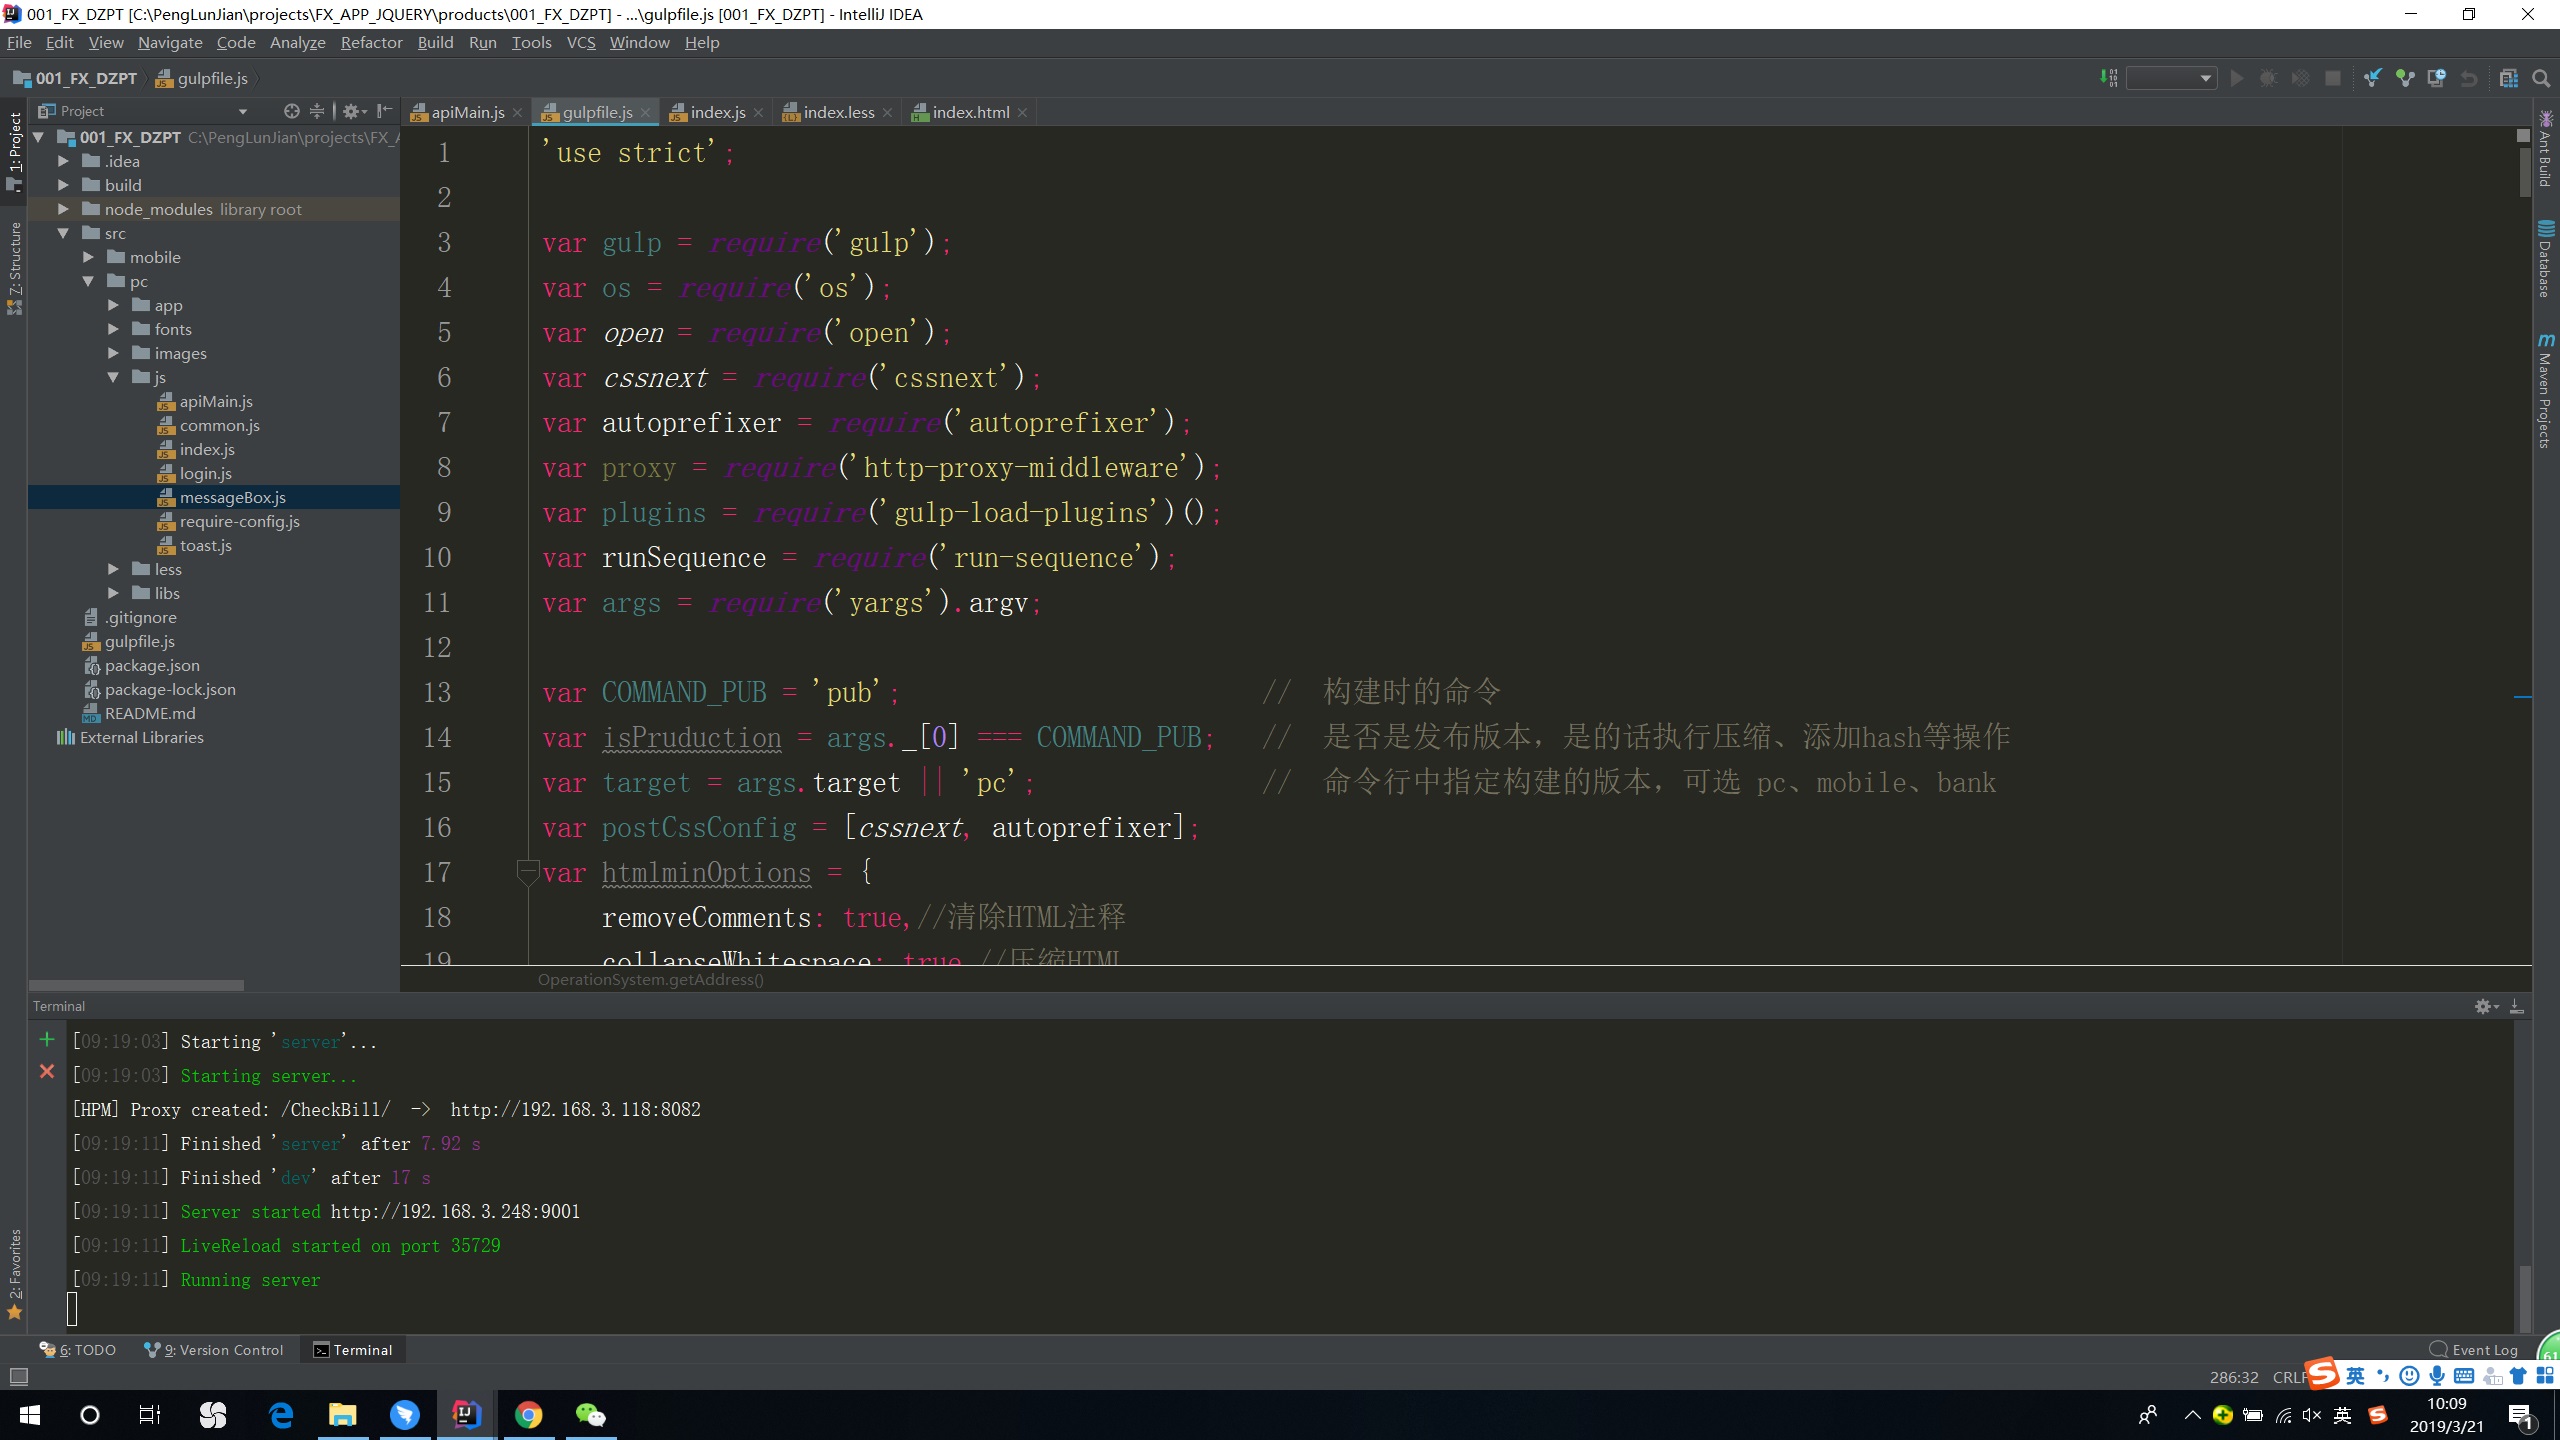 001_FX_DZPT [C:\PengLunJian\projects\FX_APP_JQUERY\products\001_FX_DZPT] - ...\gulpfile.js [001_FX_DZPT] - IntelliJ IDEA
File Edit View Navigate Code Analyze Refactor Build Run Tools VCS Window Help
001_FX_DZPT gulpfile.js
Project
apiMain.js gulpfile.js index.js index.less index.html
1: Project
Z: Structure
2: Favorites
001_FX_DZPT C:\PengLunJian\projects\FX_A
.idea
build
node_modules library root
src
mobile
pc
app
fonts
images
js
apiMain.js
common.js
index.js
login.js
messageBox.js
require-config.js
toast.js
less
libs
.gitignore
gulpfile.js
package.json
package-lock.json
README.md
External Libraries
1 'use strict';
2
3 var gulp = require('gulp');
4 var os = require('os');
5 var open = require('open');
6 var cssnext = require('cssnext');
7 var autoprefixer = require('autoprefixer');
8 var proxy = require('http-proxy-middleware');
9 var plugins = require('gulp-load-plugins')();
10 var runSequence = require('run-sequence');
11 var args = require('yargs').argv;
12
13 var COMMAND_PUB = 'pub'; // 构建时的命令
14 var isPruduction = args._[0] === COMMAND_PUB; // 是否是发布版本，是的话执行压缩、添加hash等操作
15 var target = args.target || 'pc'; // 命令行中指定构建的版本，可选 pc、mobile、bank
16 var postCssConfig = [cssnext, autoprefixer];
17 var htmlminOptions = {
18 removeComments: true,//清除HTML注释
19 collapseWhitespace: true,//压缩HTML
OperationSystem.getAddress()
Ant Build
Database
Maven Projects
Terminal
[09:19:03] Starting 'server'...
[09:19:03] Starting server...
[HPM] Proxy created: /CheckBill/ -> http://192.168.3.118:8082
[09:19:11] Finished 'server' after 7.92 s
[09:19:11] Finished 'dev' after 17 s
[09:19:11] Server started http://192.168.3.248:9001
[09:19:11] LiveReload started on port 35729
[09:19:11] Running server
6: TODO 9: Version Control Terminal Event Log
61
286:32 CRLF 英
英 10:09
2019/3/21 1